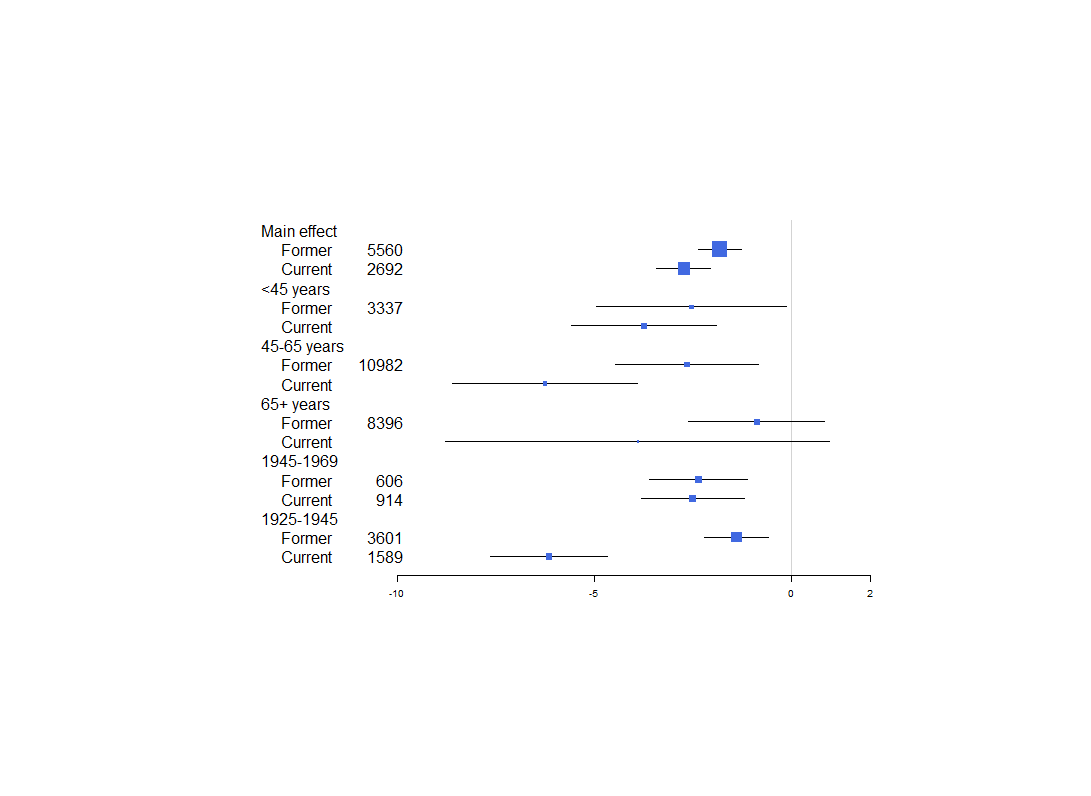 Main effect
Former 5560
Current 2692
<45 years
Former 3337
Current
45-65 years
Former 10982
Current
65+ years
Former 8396
Current
1945-1969
Former 606
Current 914
1925-1945
Former 3601
Current 1589
-10 -5 0 2